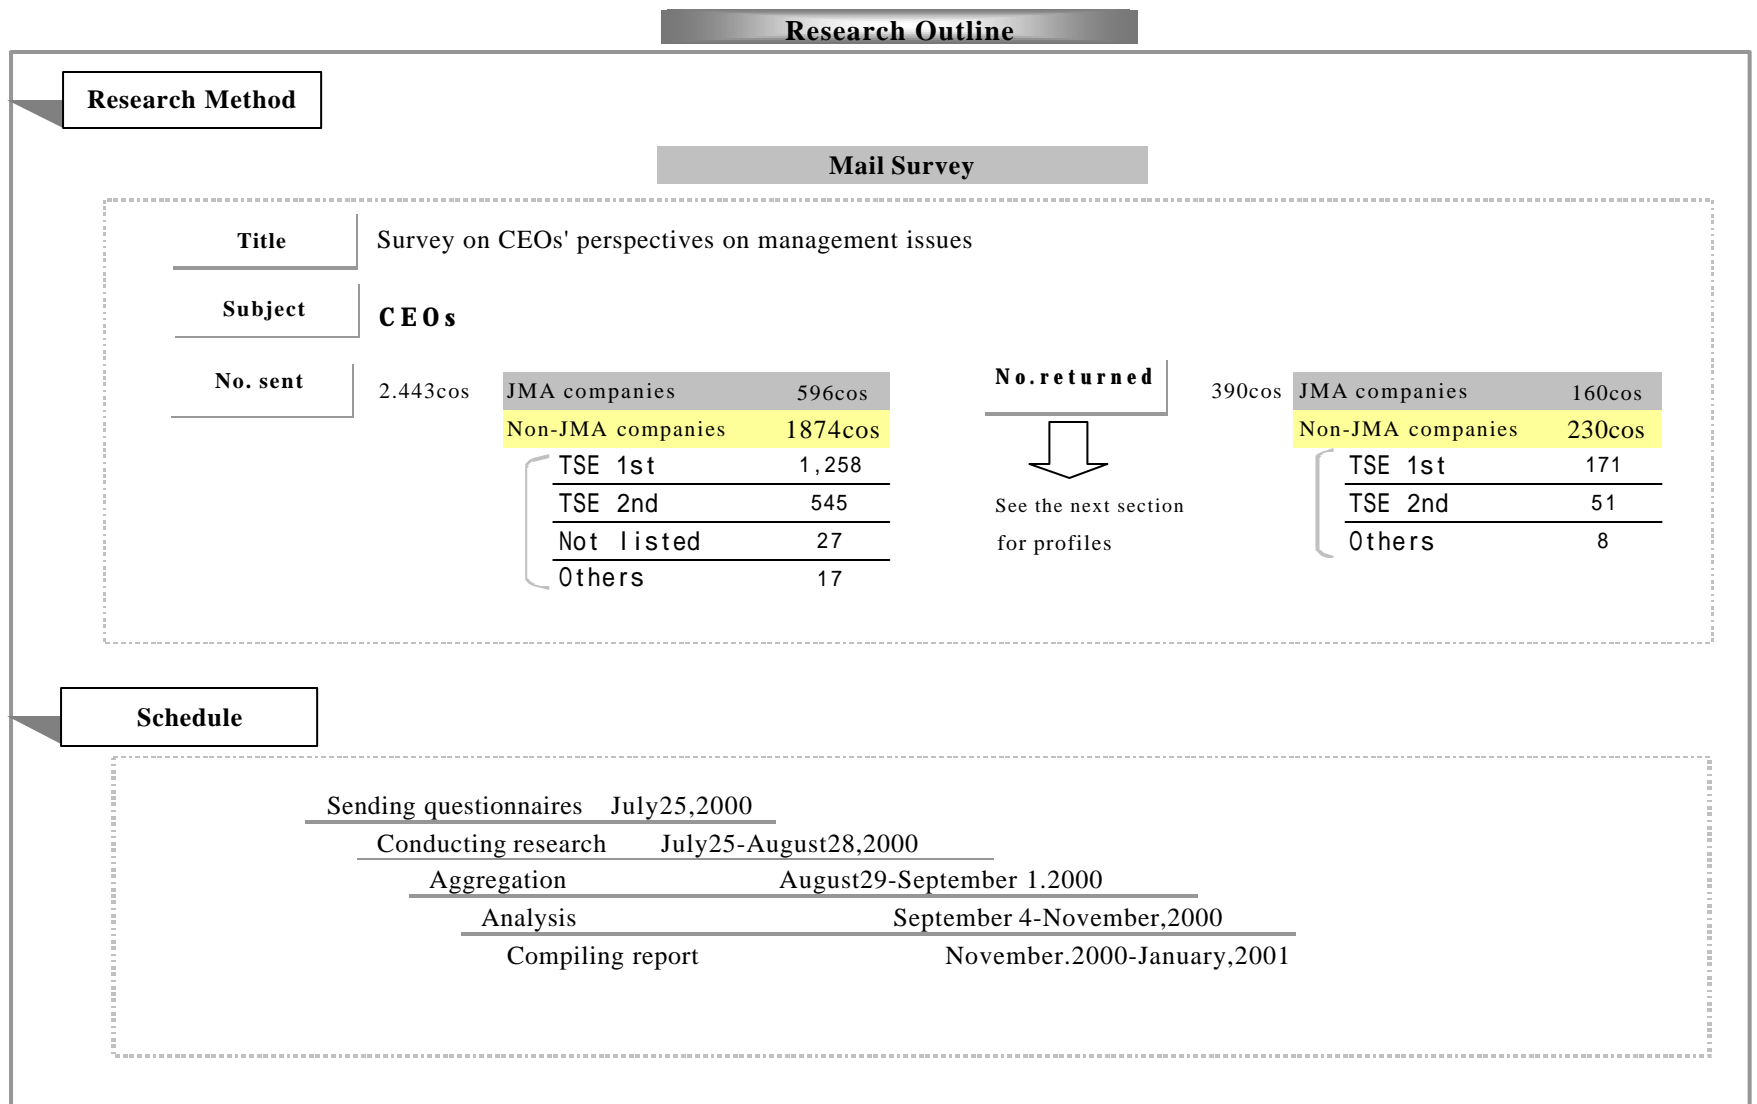 Research Outline
Research Method
Mail Survey
Title Survey on CEOs' perspectives on management issues
Subject CEOs
No. sent 2.443cos
JMA companies 596cos
Non-JMA companies 1874cos
TSE 1st 1,258
TSE 2nd 545
Not listed 27
Others 17
No.returned 390cos
See the next section
for profiles
JMA companies 160cos
Non-JMA companies 230cos
TSE 1st 171
TSE 2nd 51
Others 8
Schedule
Sending questionnaires July25,2000
Conducting research July25-August28,2000
Aggregation August29-September 1.2000
Analysis September 4-November,2000
Compiling report November.2000-January,2001